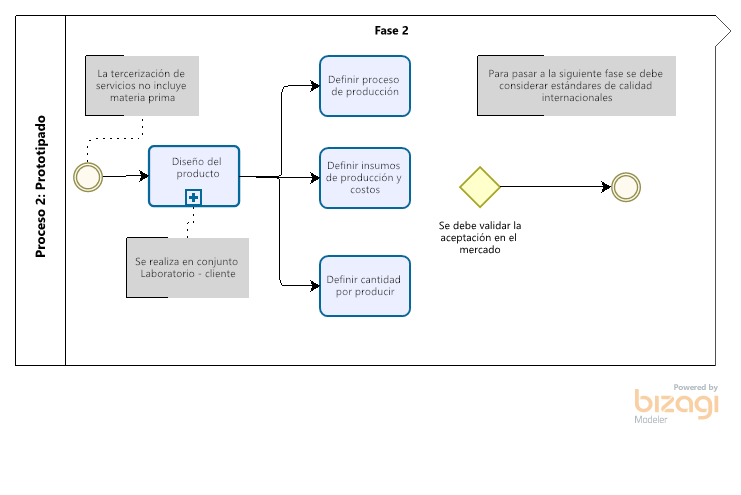 Fase 2
Proceso 2: Prototipado
La tercerización de
servicios no incluye
materia prima
Diseño del
producto
Se realiza en conjunto
Laboratorio - cliente
Definir proceso
de producción
Definir insumos
de producción y
costos
Definir cantidad
por producir
Para pasar a la siguiente fase se debe
considerar estándares de calidad
internacionales
Se debe validar la
aceptación en el
mercado
Powered by
bizagi
Modeler